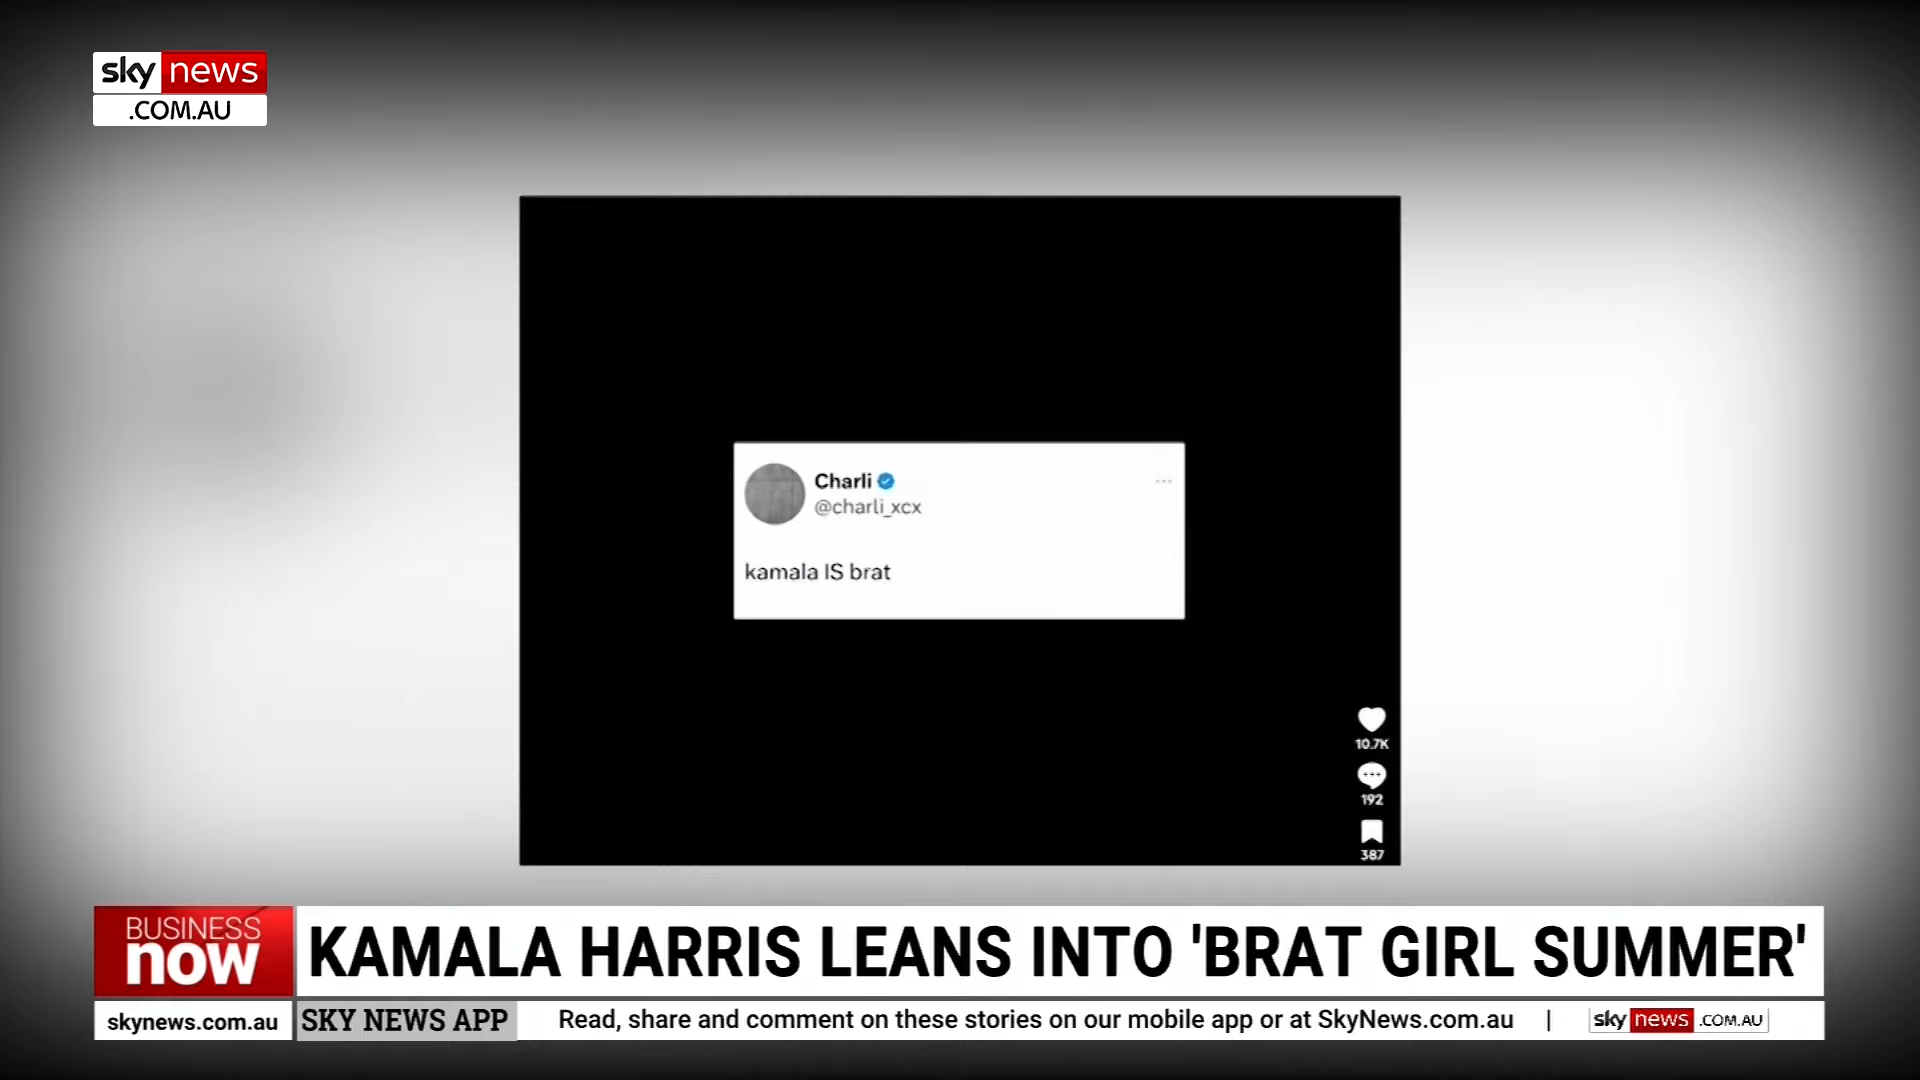 sky news
.COM.AU
Charli
@charli_xcx
kamala IS brat
10.7K
192
387
BUSINESS
now
KAMALA HARRIS LEANS INTO 'BRAT GIRL SUMMER'
skynews.com.au
SKY NEWS APP
Read, share and comment on these stories on our mobile app or at SkyNews.com.au |
sky news .COM.AU